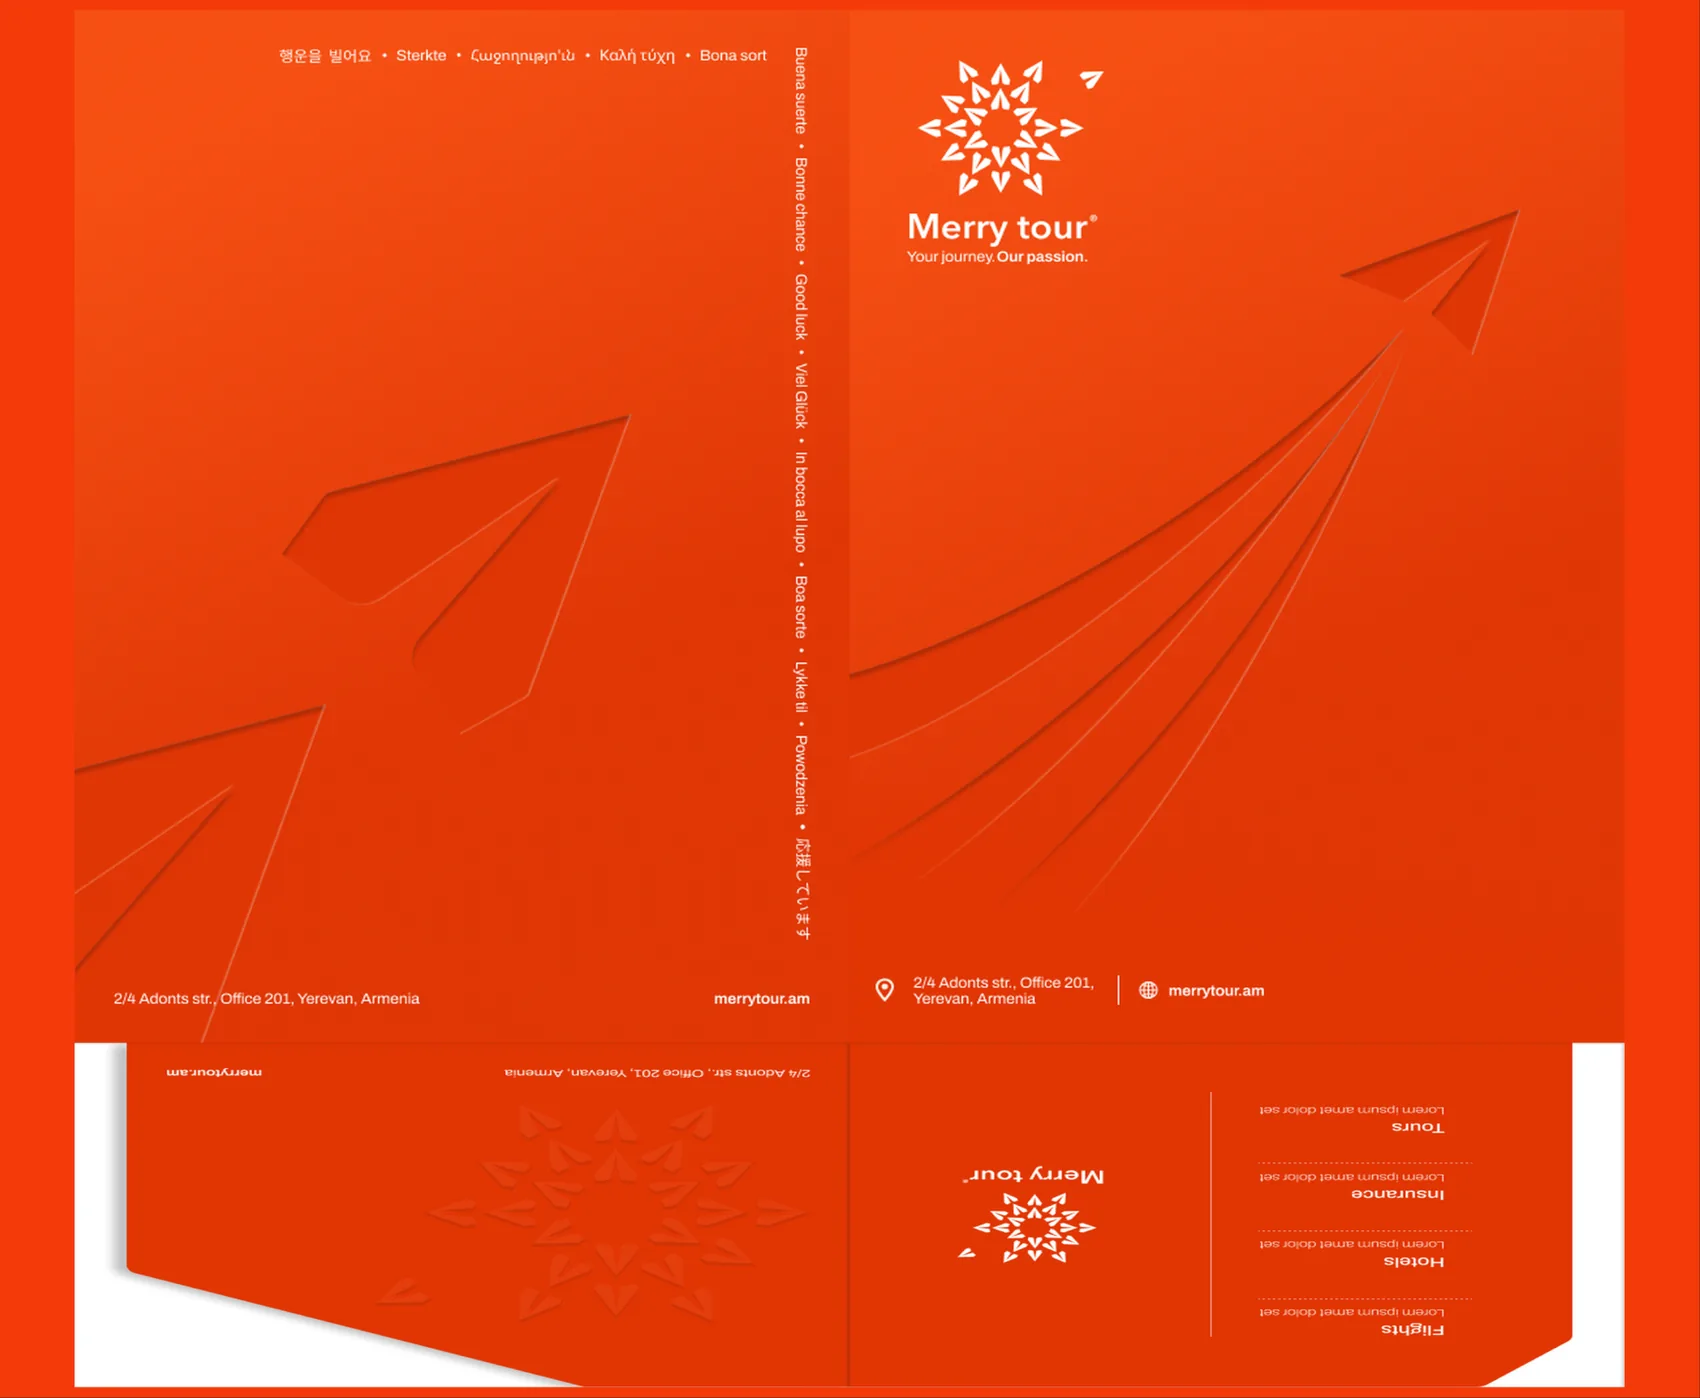 행운을 빌어요 • Sterkte • Հաջողությո'ւն • Καλή τύχη • Bona sort
Buena suerte • Bonne chance • Good luck • Viel Glück • In bocca al lupo • Boa sorte • Lykke til • Powodzenia • 応援しています
2/4 Adonts str., Office 201, Yerevan, Armenia
merrytour.am
Merry tour®
Your journey. Our passion.
2/4 Adonts str., Office 201,
Yerevan, Armenia
merrytour.am
2/4 Adonts str., Office 201, Yerevan, Armenia
merrytour.am
Merry tour®
Flights
Lorem ipsum amet dolor set
Hotels
Lorem ipsum amet dolor set
Insurance
Lorem ipsum amet dolor set
Tours
Lorem ipsum amet dolor set